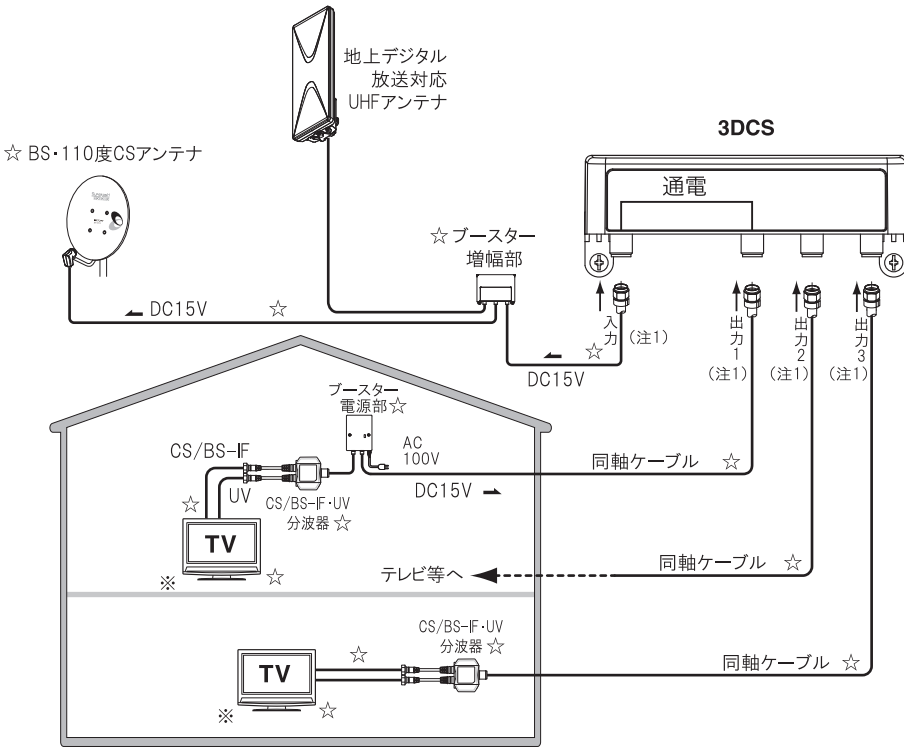 地上デジタル
放送対応
UHFアンテナ
☆ BS・110度CSアンテナ
3DCS
通電
☆ブースター
増幅部
DC15V
☆
入力
(注1)
出力1
(注1)
出力2
(注1)
出力3
(注1)
☆
DC15V
ブースター
電源部☆
AC
100V
CS/BS-IF
UV
CS/BS-IF・UV
分波器 ☆
同軸ケーブル ☆
DC15V
☆
TV
※ ☆
テレビ等へ
同軸ケーブル ☆
CS/BS-IF・UV
分波器 ☆
☆
TV
※ ☆
同軸ケーブル ☆